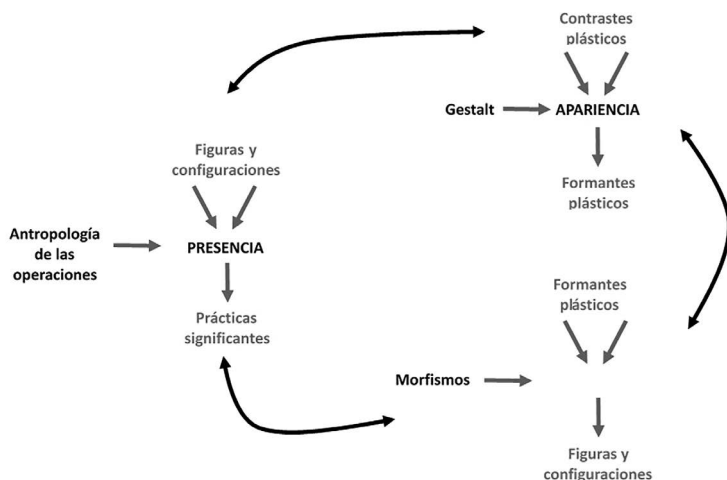 Contrastes
plásticos
Gestalt
APARIENCIA
Formantes
plásticos
Figuras y
configuraciones
Antropología
de las
operaciones
PRESENCIA
Prácticas
significantes
Formantes
plásticos
Morfismos
Figuras y
configuraciones